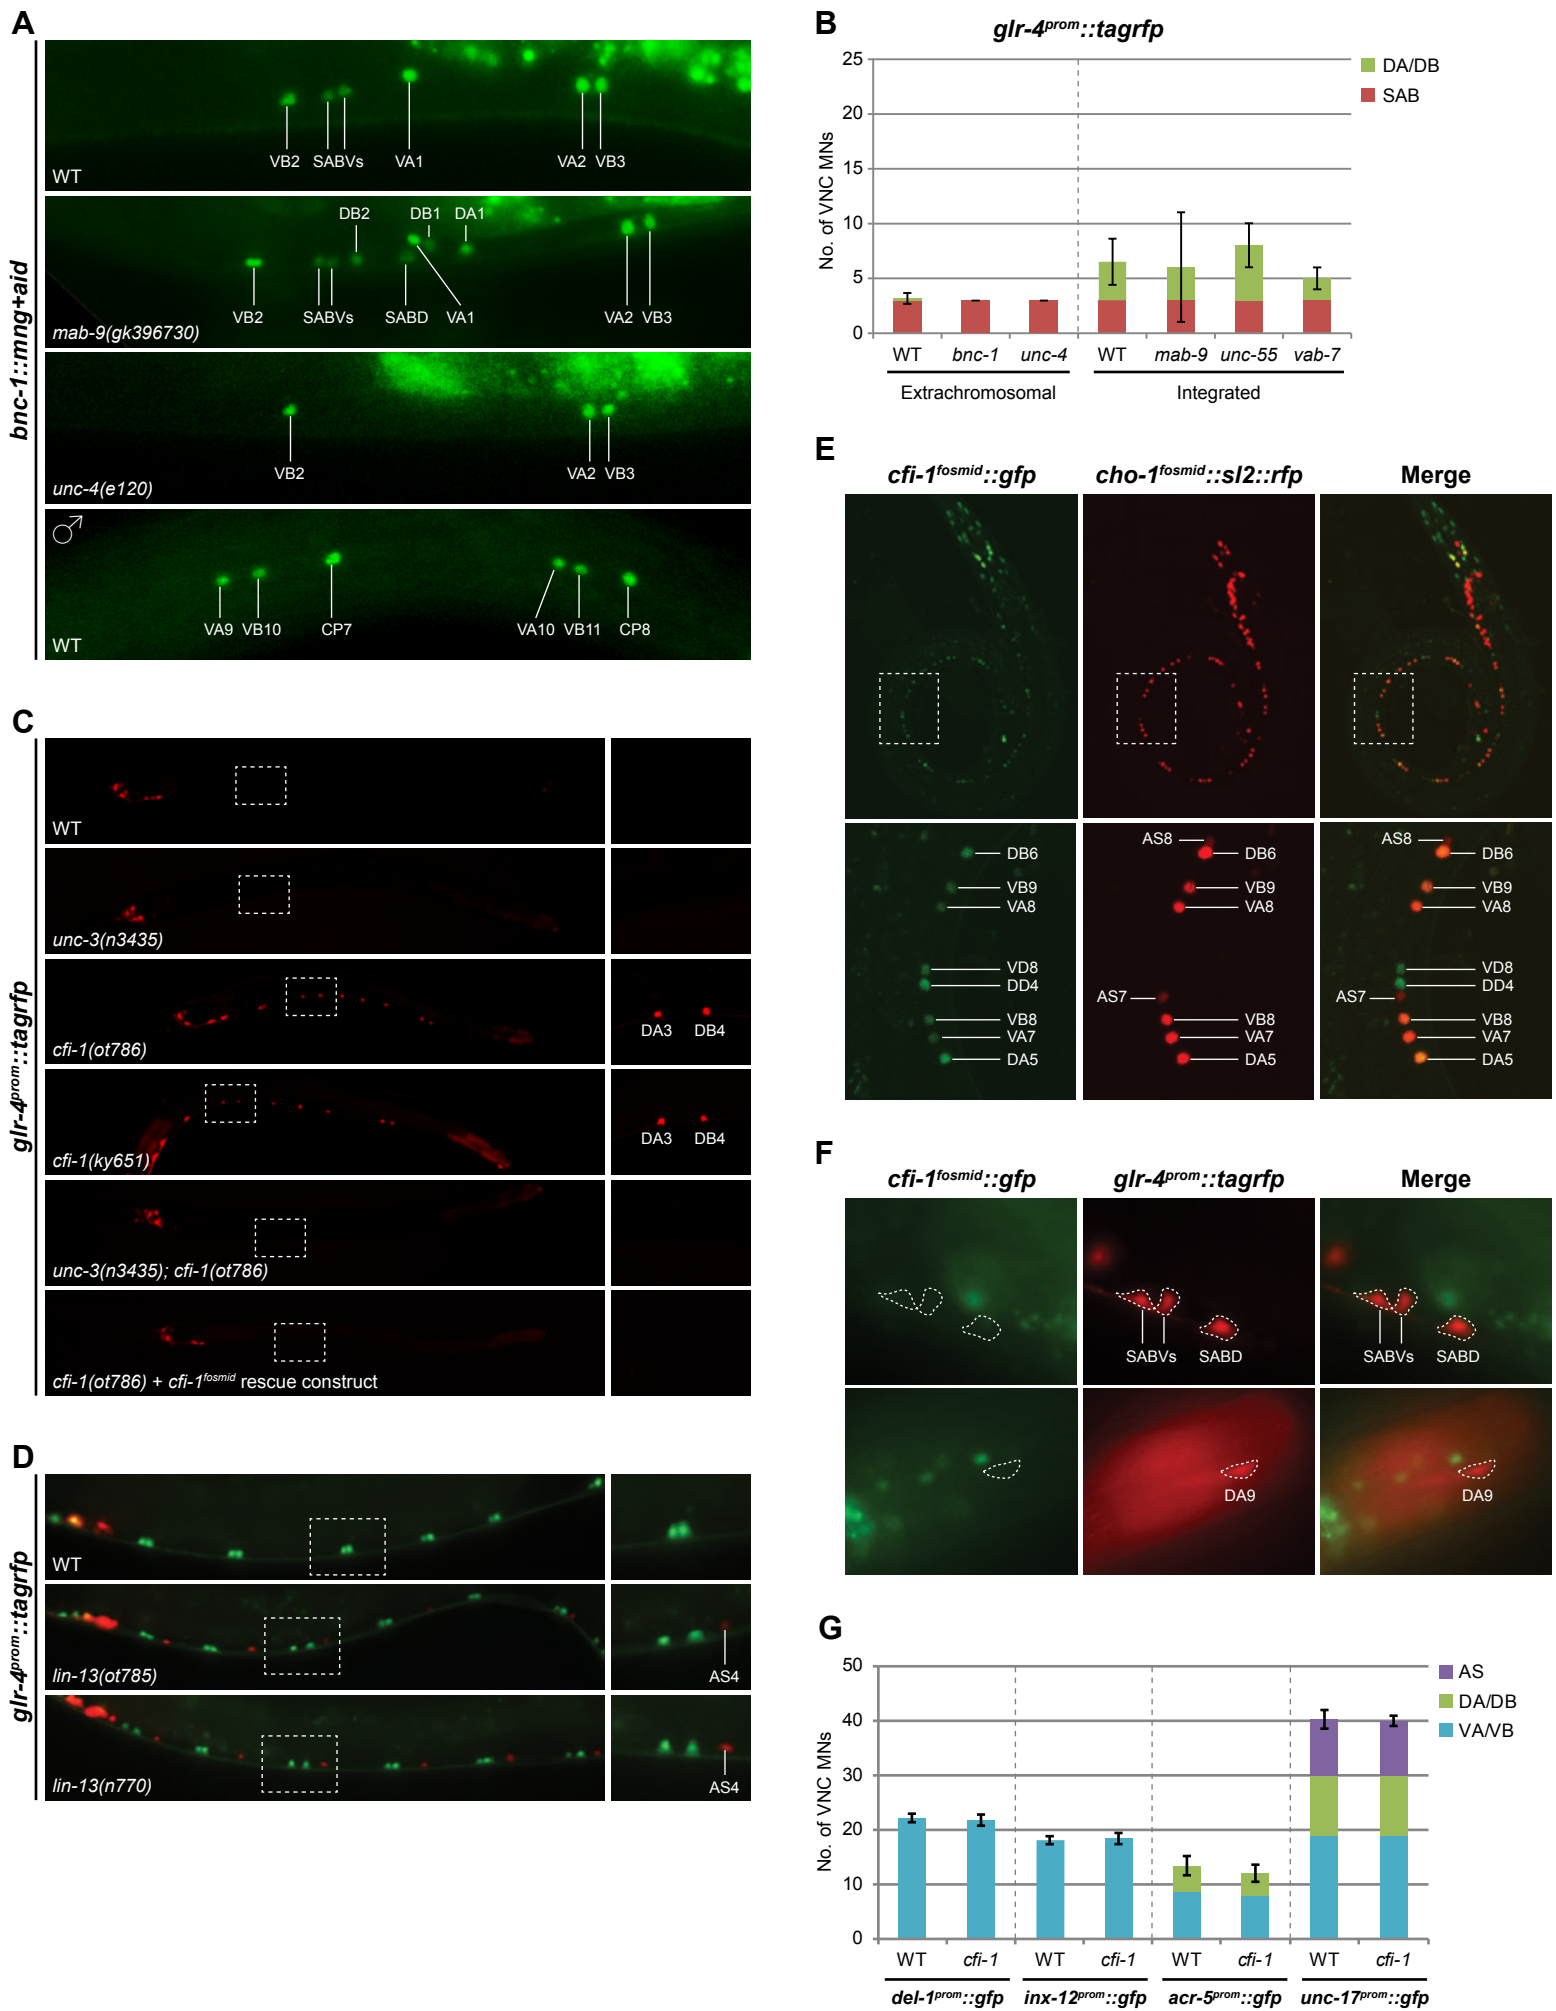 A
bnc-1::mng+aid
VB2 SABVs VA1 VA2 VB3
WT
DB2 DB1 DA1
VB2 SABVs SABD VA1 VA2 VB3
mab-9(gk396730)
VB2 VA2 VB3
unc-4(e120)
♂
VA9 VB10 CP7 VA10 VB11 CP8
WT
B
glr-4prom::tagrfp
No. of VNC MNs
25
20
15
10
5
0
DA/DB
SAB
WT bnc-1 unc-4 WT mab-9 unc-55 vab-7
Extrachromosomal Integrated
C
glr-4prom::tagrfp
WT
unc-3(n3435)
cfi-1(ot786)
DA3 DB4
cfi-1(ky651)
DA3 DB4
unc-3(n3435); cfi-1(ot786)
cfi-1(ot786) + cfi-1fosmid rescue construct
D
glr-4prom::tagrfp
WT
lin-13(ot785)
AS4
lin-13(n770)
AS4
E
cfi-1fosmid::gfp cho-1fosmid::sl2::rfp Merge
DB6
VB9
VA8
VD8
DD4
VB8
VA7
DA5
AS8
DB6
VB9
VA8
AS7
VB8
VA7
DA5
AS8
DB6
VB9
VA8
VD8
DD4
AS7
VB8
VA7
DA5
F
cfi-1fosmid::gfp glr-4prom::tagrfp Merge
SABVs SABD SABVs SABD
DA9 DA9
G
No. of VNC MNs
50
40
30
20
10
0
AS
DA/DB
VA/VB
WT cfi-1 WT cfi-1 WT cfi-1 WT cfi-1
del-1prom::gfp inx-12prom::gfp acr-5prom::gfp unc-17prom::gfp